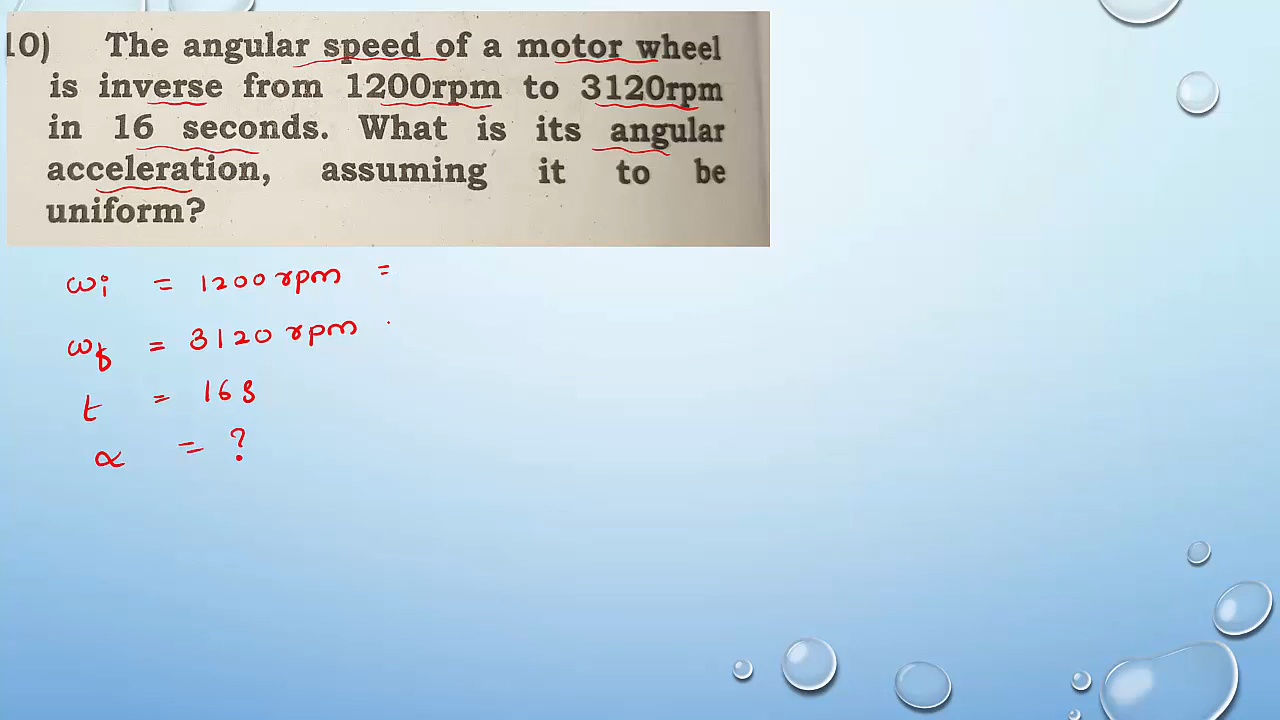 10) The angular speed of a motor wheel
is inverse from 1200rpm to 3120rpm
in 16 seconds. What is its angular
acceleration, assuming it to be
uniform?
ωi = 1200 rpm =
ωf = 3120 rpm
t = 16s
α = ?